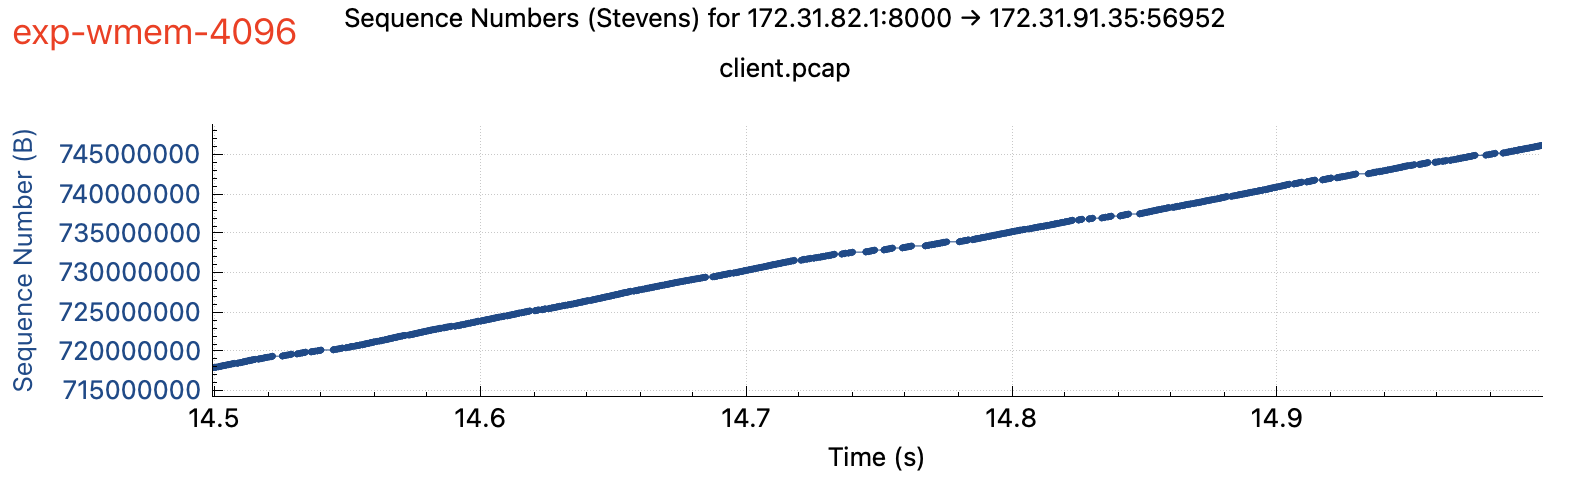 exp-wmem-4096
Sequence Numbers (Stevens) for 172.31.82.1:8000 → 172.31.91.35:56952
client.pcap
Sequence Number (B)
745000000
740000000
735000000
730000000
725000000
720000000
715000000
14.5 14.6 14.7 14.8 14.9
Time (s)